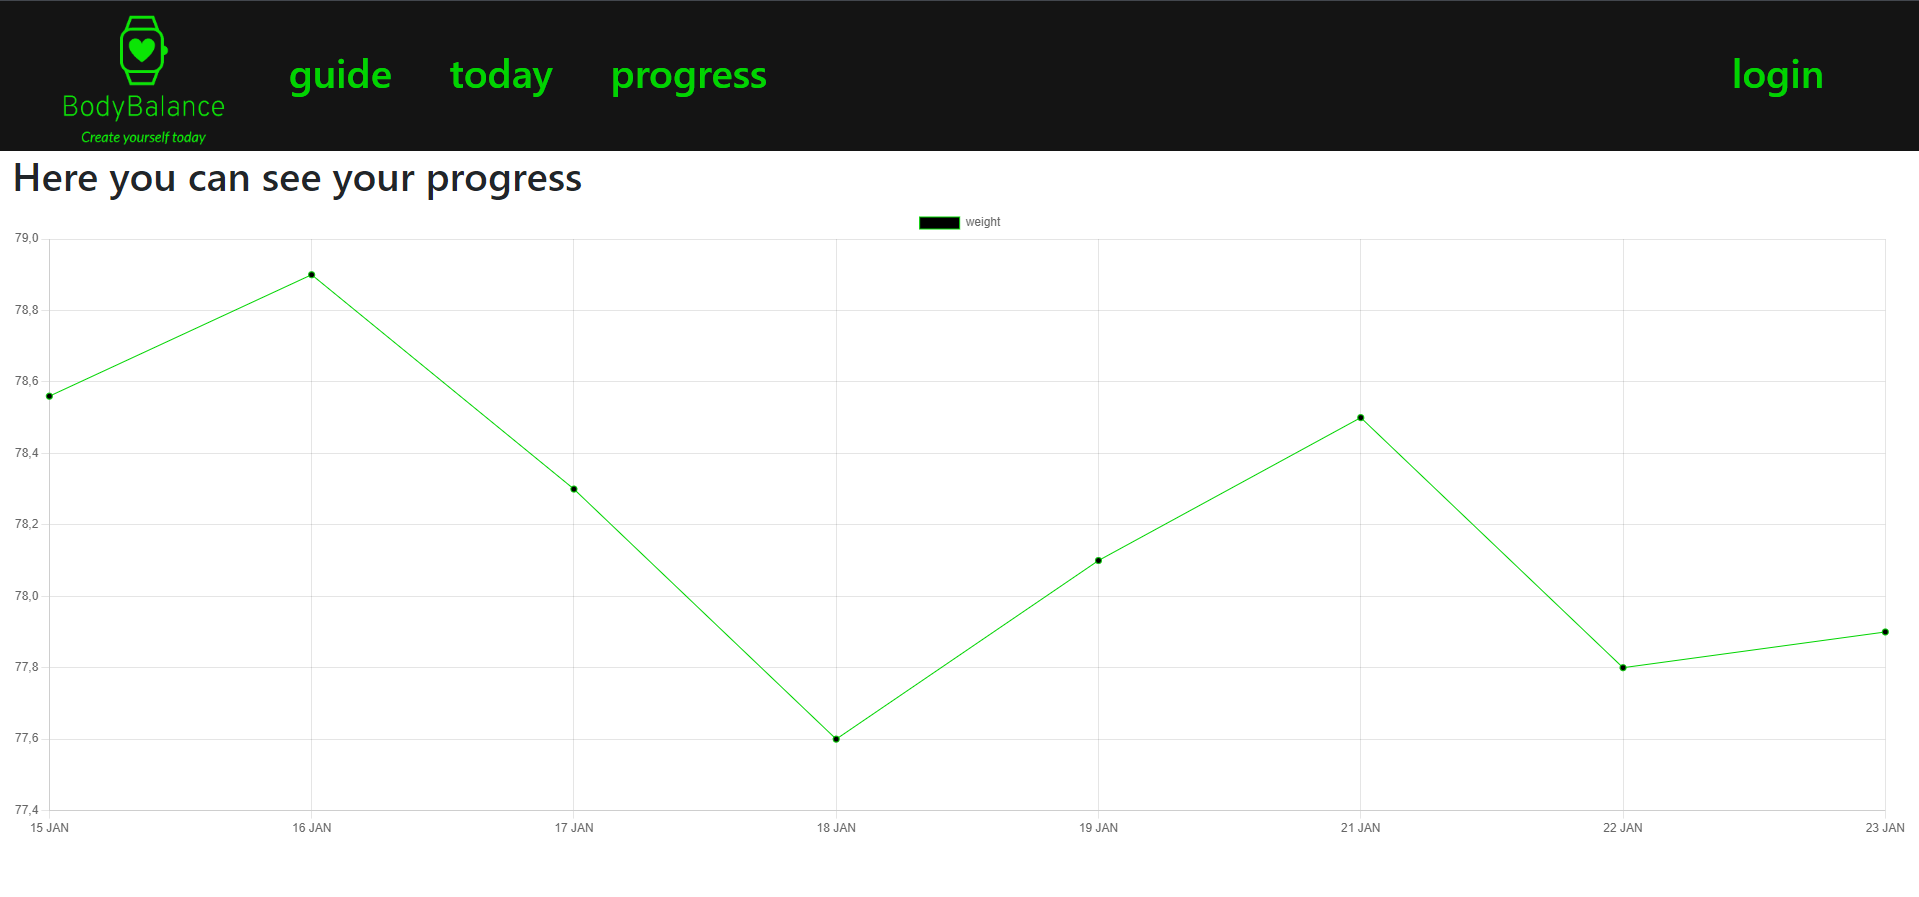 BodyBalance
Create yourself today
guide today progress login
Here you can see your progress
weight
79,0
78,8
78,6
78,4
78,2
78,0
77,8
77,6
77,4
15 JAN 16 JAN 17 JAN 18 JAN 19 JAN 21 JAN 22 JAN 23 JAN